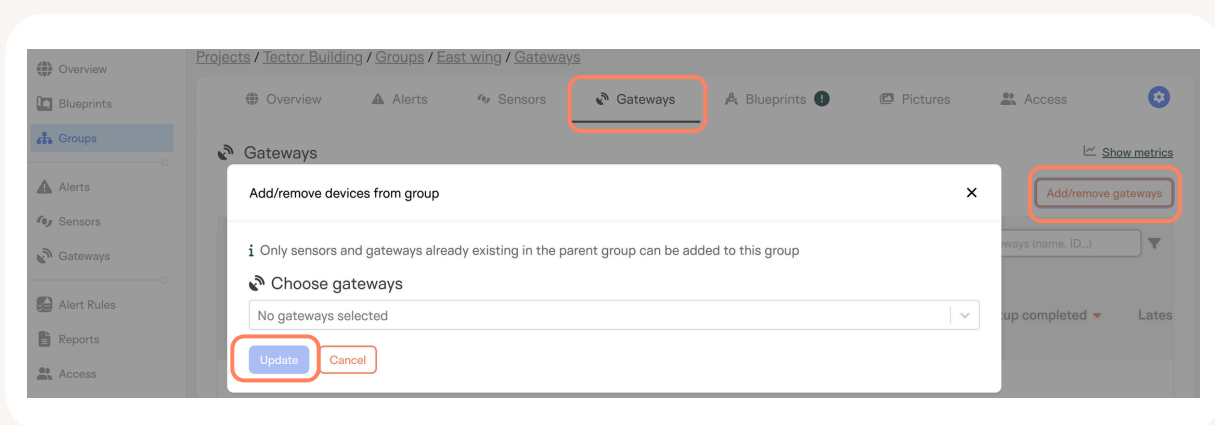 Projects / Tector Building / Groups / East wing / Gateways
Overview
Blueprints
Groups
Alerts
Sensors
Gateways
Alert Rules
Reports
Access
Overview
Alerts
Sensors
Gateways
Blueprints !
Pictures
Access
Gateways
Show metrics
Add/remove gateways
eways (name, ID...)
up completed
Lates
Add/remove devices from group
i Only sensors and gateways already existing in the parent group can be added to this group
Choose gateways
No gateways selected
Update
Cancel